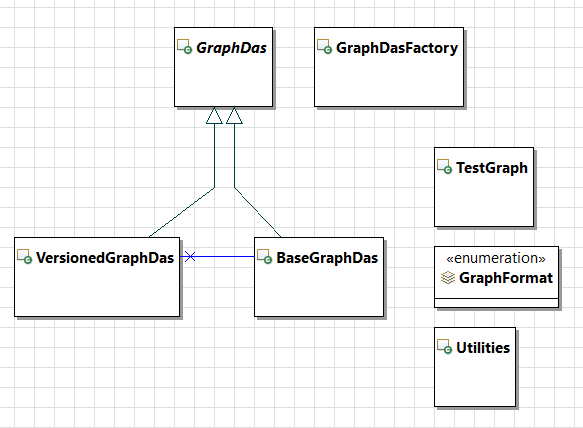 GraphDas
GraphDasFactory
TestGraph
VersionedGraphDas
BaseGraphDas
«enumeration»
GraphFormat
Utilities